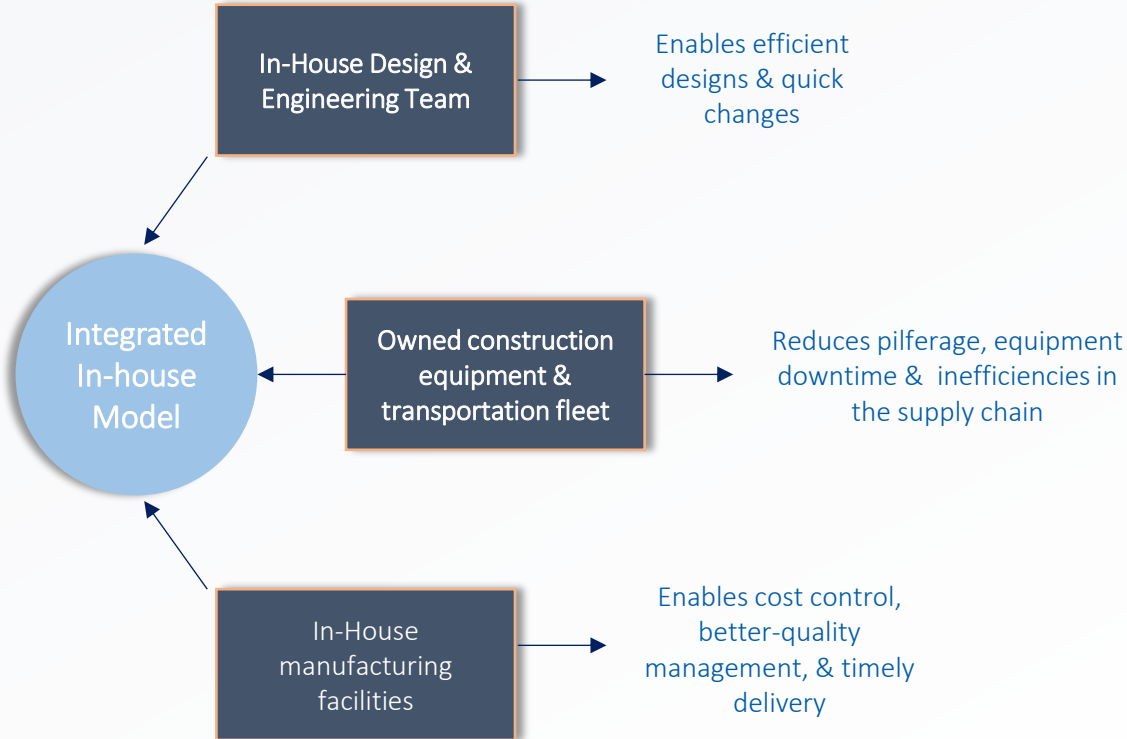 In-House Design &
Engineering Team
Enables efficient
designs & quick
changes
Integrated
In-house
Model
Owned construction
equipment &
transportation fleet
Reduces pilferage, equipment
downtime & inefficiencies in
the supply chain
In-House
manufacturing
facilities
Enables cost control,
better-quality
management, & timely
delivery